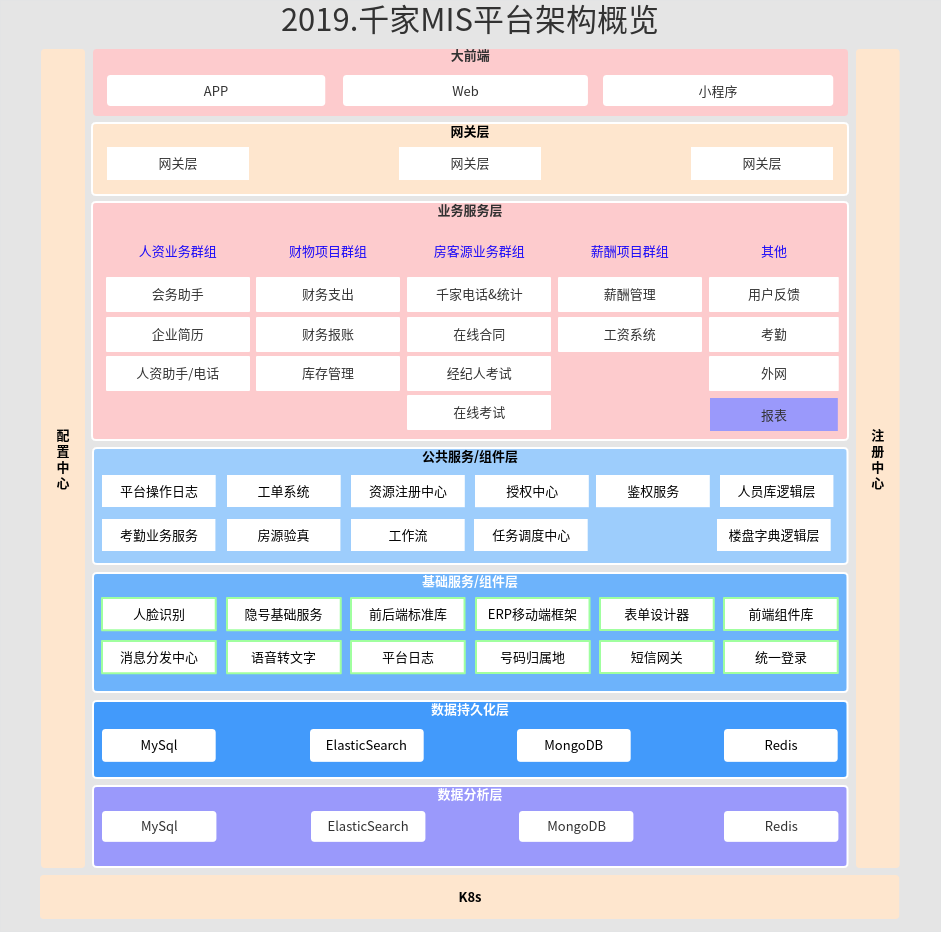 2019.千家MIS平台架构概览
大前端
APP
Web
小程序
网关层
网关层
网关层
网关层
业务服务层
人资业务群组
财物项目群组
房客源业务群组
薪酬项目群组
其他
会务助手
财务支出
千家电话&统计
薪酬管理
用户反馈
企业简历
财务报账
在线合同
工资系统
考勤
人资助手/电话
库存管理
经纪人考试
外网
在线考试
报表
配置中心
注册中心
公共服务/组件层
平台操作日志
工单系统
资源注册中心
授权中心
鉴权服务
人员库逻辑层
考勤业务服务
房源验真
工作流
任务调度中心
楼盘字典逻辑层
基础服务/组件层
人脸识别
隐号基础服务
前后端标准库
ERP移动端框架
表单设计器
前端组件库
消息分发中心
语音转文字
平台日志
号码归属地
短信网关
统一登录
数据持久化层
MySql
ElasticSearch
MongoDB
Redis
数据分析层
MySql
ElasticSearch
MongoDB
Redis
K8s